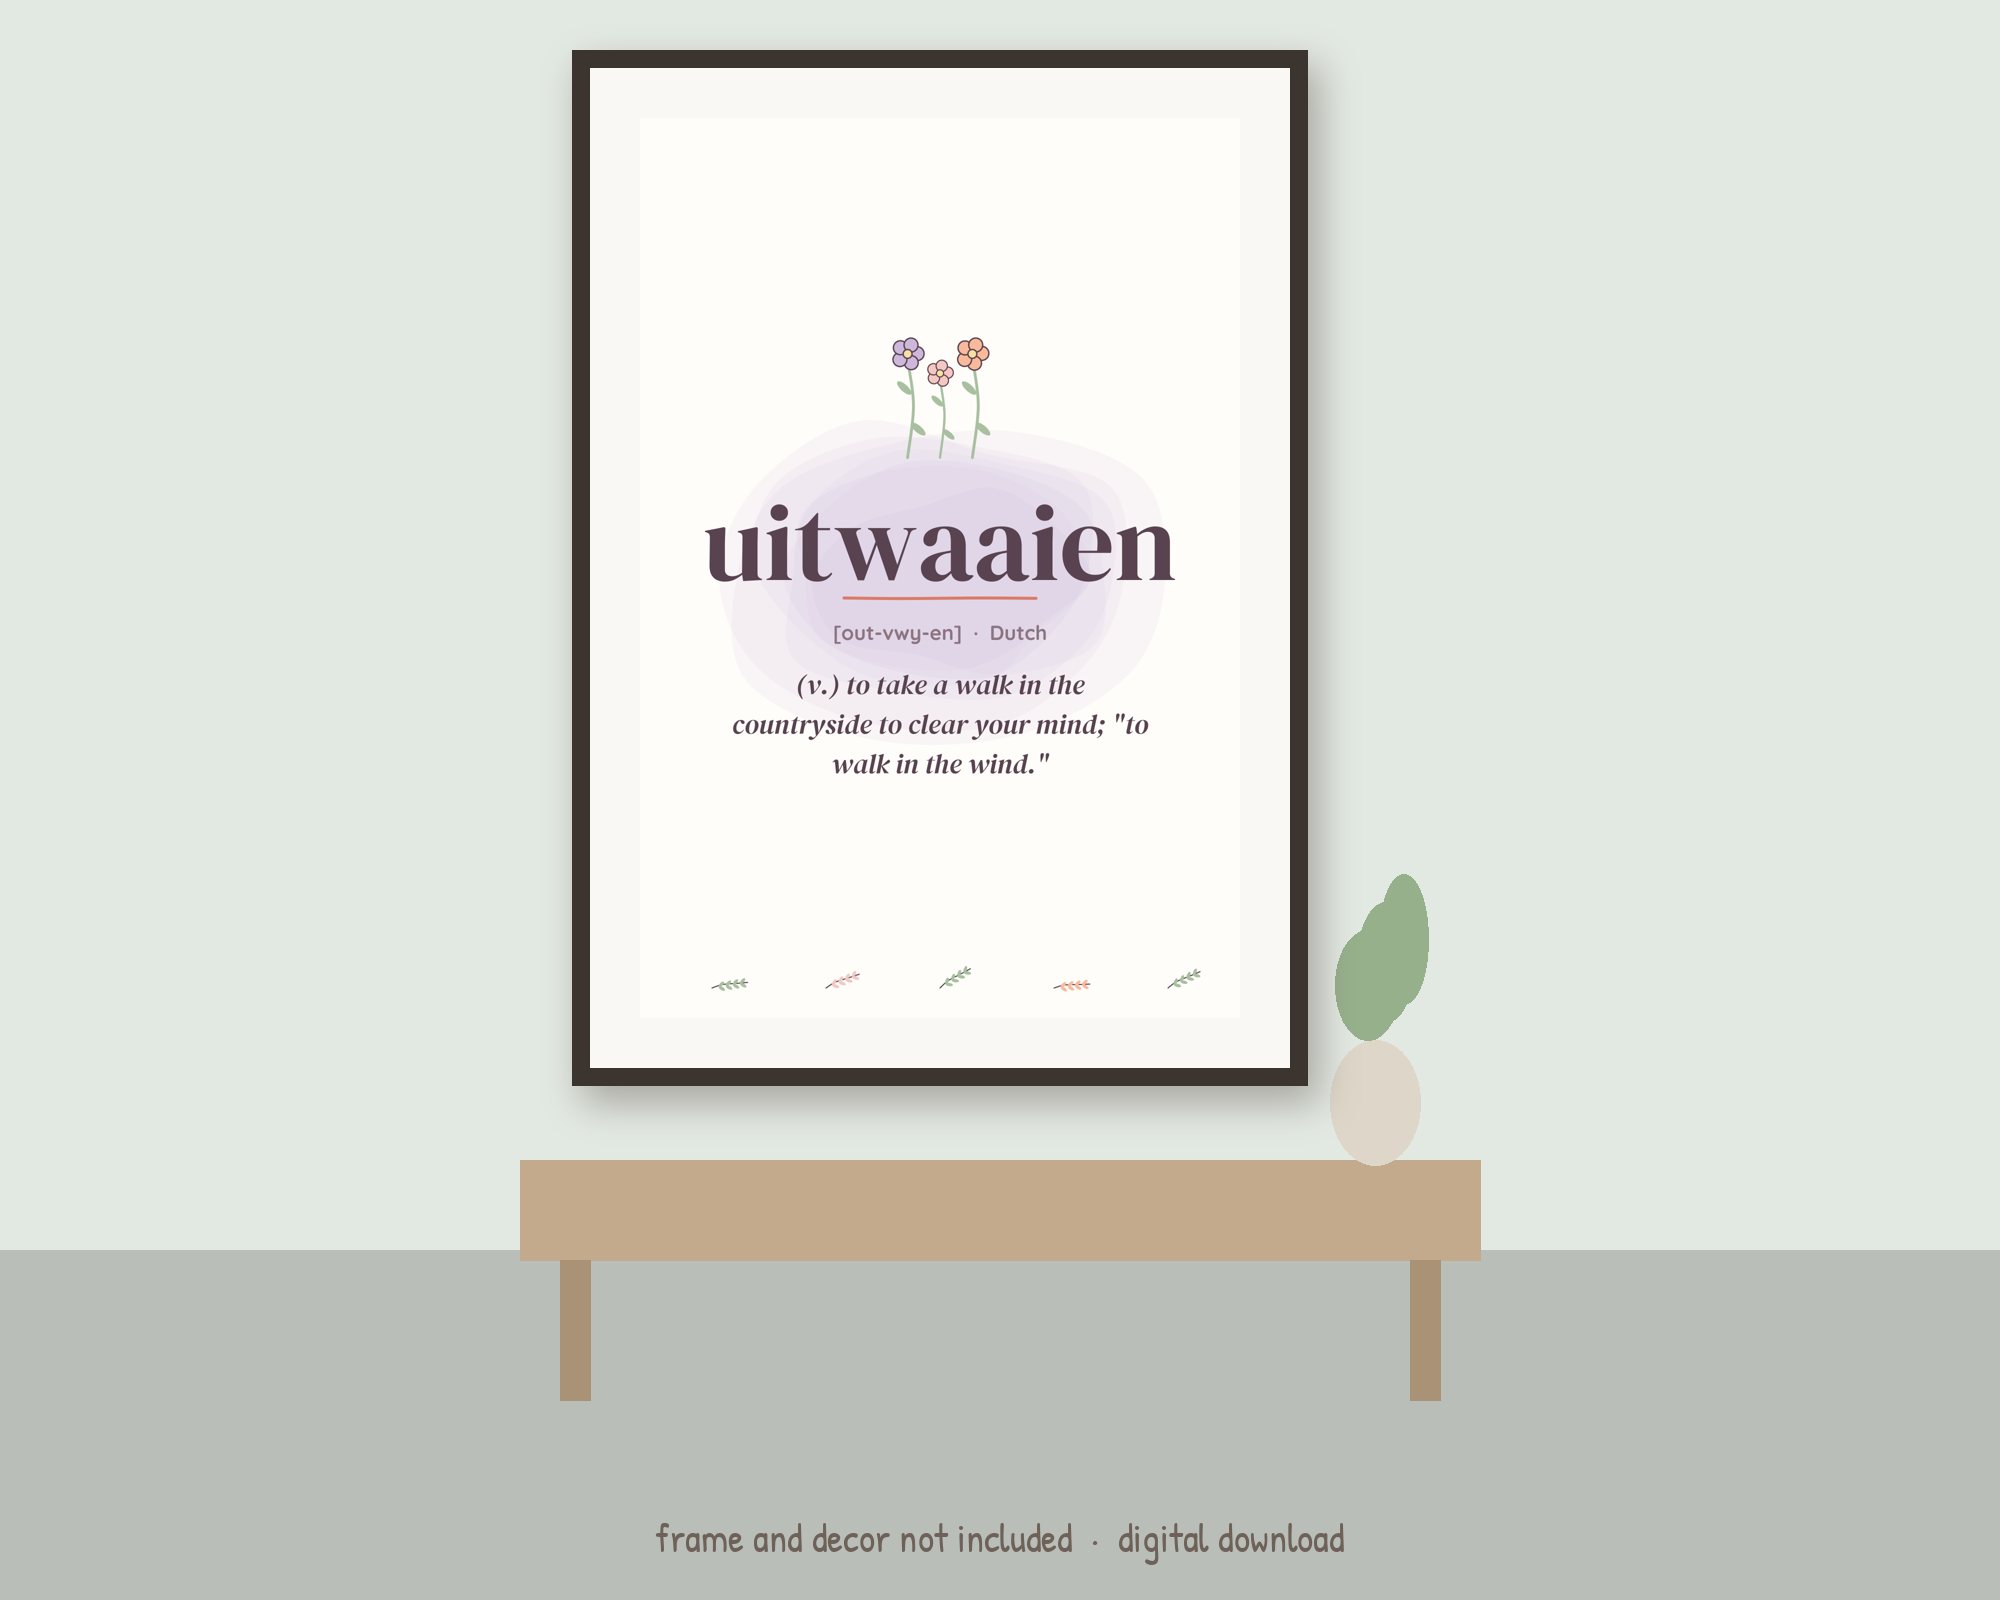 uitwaaien
[out-vwy-en] · Dutch
(v.) to take a walk in the
countryside to clear your mind; "to
walk in the wind."
frame and decor not included · digital download